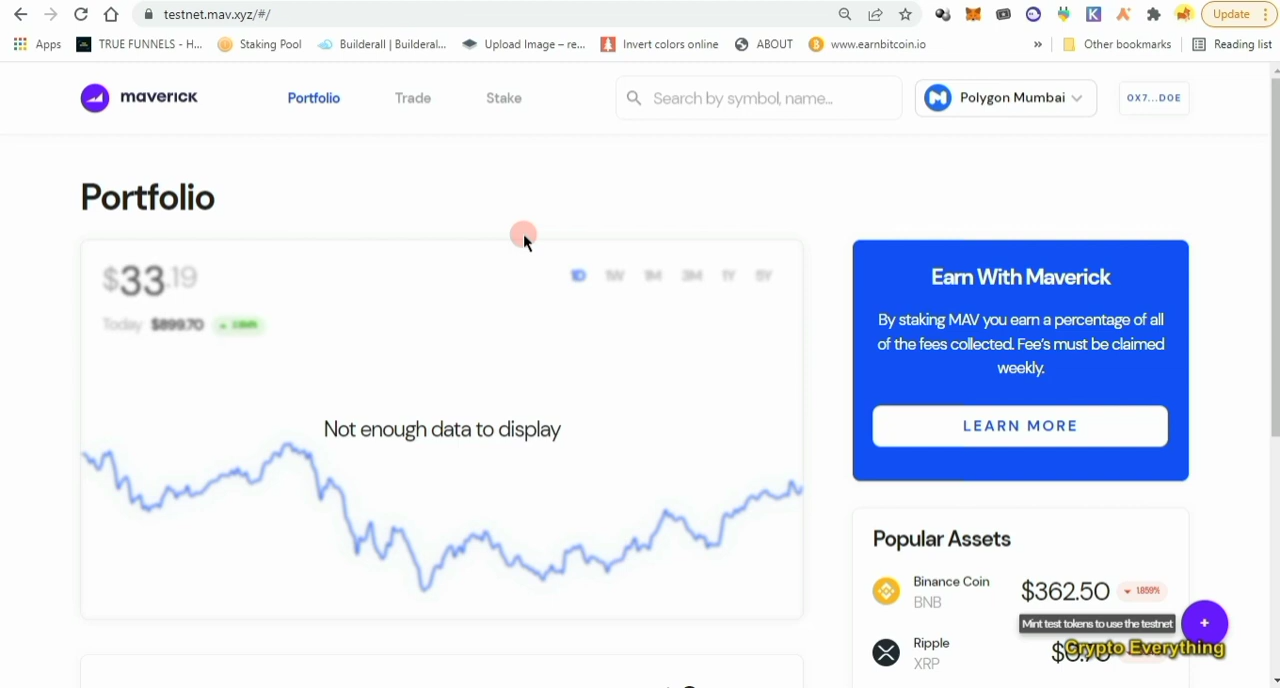 testnet.mav.xyz/#/
Update
Apps
TRUE FUNNELS - H...
Staking Pool
Builderall | Builderal...
Upload Image – re...
Invert colors online
ABOUT
www.earnbitcoin.io
»
Other bookmarks
Reading list
maverick
Portfolio
Trade
Stake
Search by symbol, name...
Polygon Mumbai
0X7...D0E
Portfolio
$33.19
1D 1W 1M 3M 1Y 5Y
Today $899.70
Not enough data to display
Earn With Maverick
By staking MAV you earn a percentage of all
of the fees collected. Fee's must be claimed
weekly.
LEARN MORE
Popular Assets
Binance Coin
BNB
$362.50
1.859%
Mint test tokens to use the testnet
+
Ripple
XRP
Crypto Everything